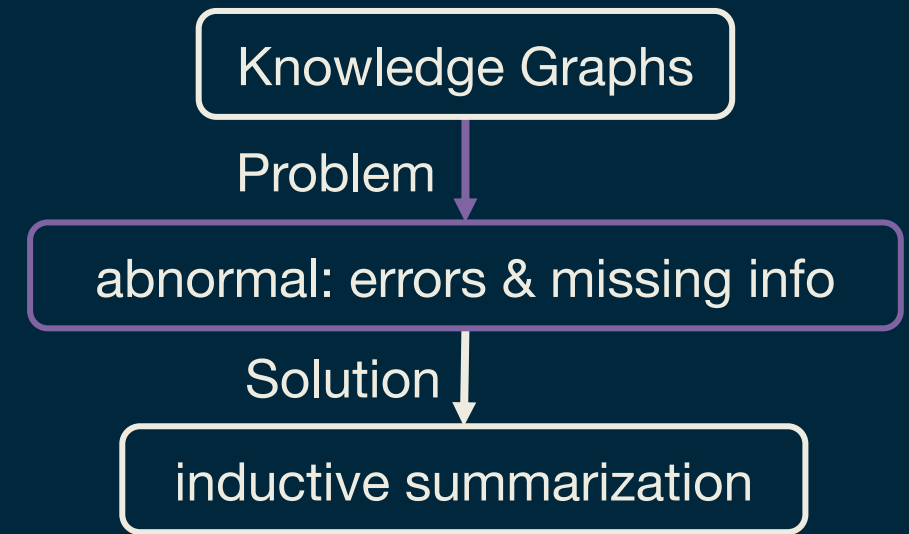 Knowledge Graphs
Problem
abnormal: errors & missing info
Solution
inductive summarization